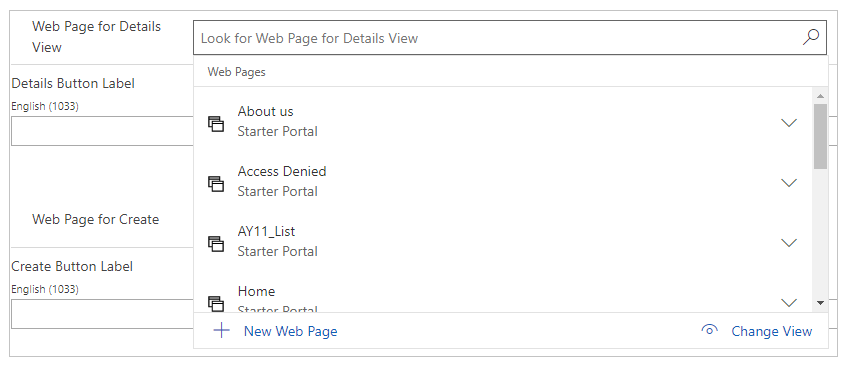 Web Page for Details
View
Look for Web Page for Details View
Web Pages
Details Button Label
English (1033)
About us
Starter Portal
Access Denied
Starter Portal
Web Page for Create
AY11_List
Starter Portal
Create Button Label
English (1033)
Home
Starter Portal
New Web Page
Change View